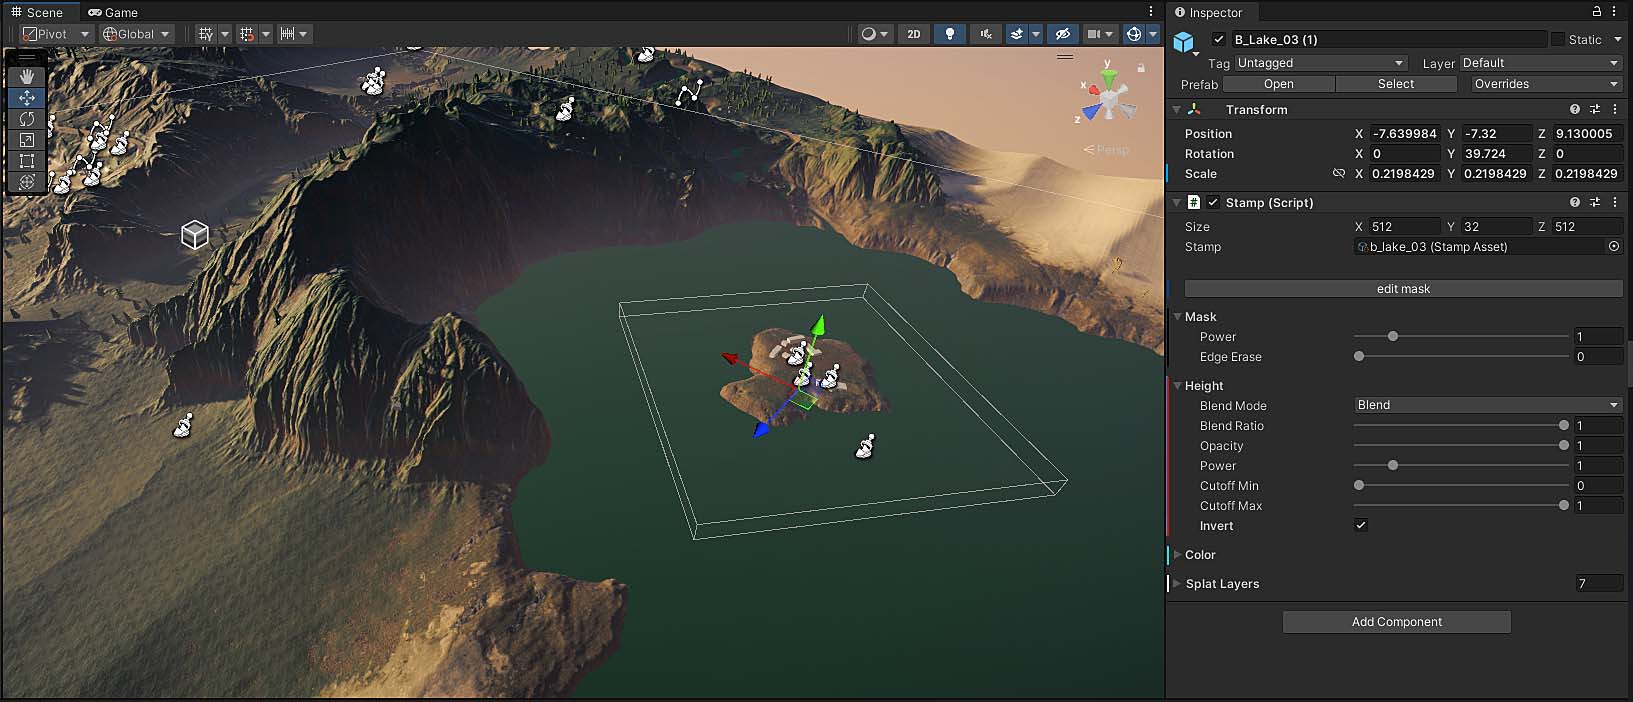 Scene Game
Pivot Global 2D
y
x
z
Persp
Inspector
B_Lake_03 (1) Static
Tag Untagged Layer Default
Prefab Open Select Overrides
Transform
Position X -7.639984 Y -7.32 Z 9.130005
Rotation X 0 Y 39.724 Z 0
Scale X 0.2198429 Y 0.2198429 Z 0.2198429
# Stamp (Script)
Size X 512 Y 32 Z 512
Stamp b_lake_03 (Stamp Asset)
edit mask
Mask
Power 1
Edge Erase 0
Height
Blend Mode Blend
Blend Ratio 1
Opacity 1
Power 1
Cutoff Min 0
Cutoff Max 1
Invert
Color
Splat Layers 7
Add Component